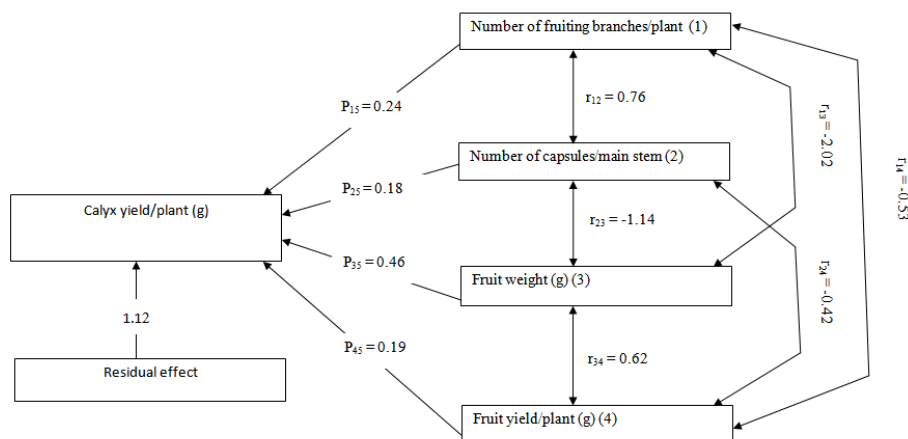 Number of fruiting branches/plant (1)
P15 = 0.24
r12 = 0.76
r13 = -2.02
r14 = -0.53
Number of capsules/main stem (2)
P25 = 0.18
Calyx yield/plant (g)
r23 = -1.14
P35 = 0.46
r24 = -0.42
Fruit weight (g) (3)
1.12
P45 = 0.19
r34 = 0.62
Residual effect
Fruit yield/plant (g) (4)